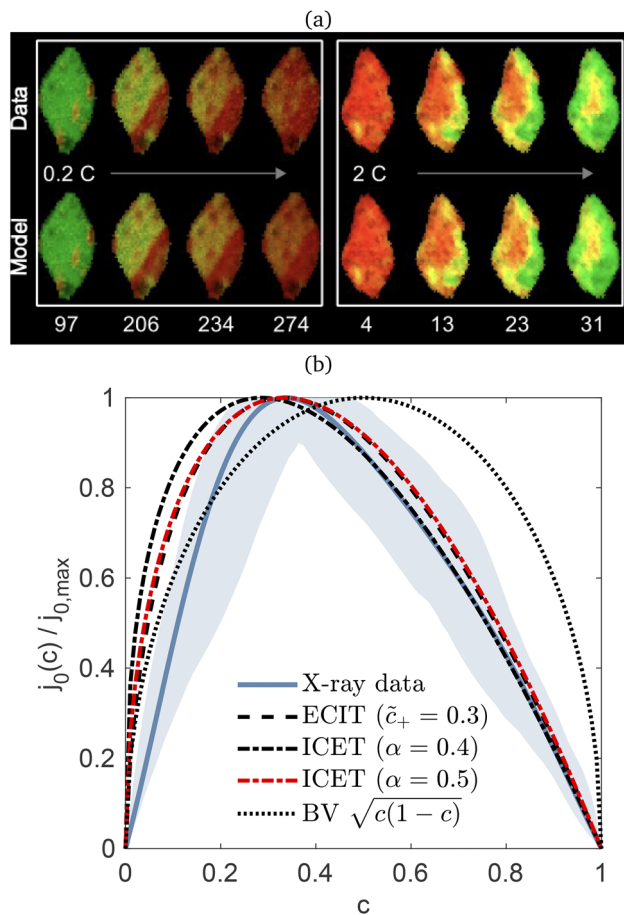 (a)
Data
0.2 C
2 C
Model
97 206 234 274 4 13 23 31
(b)
1
0.8
0.6
0.4
0.2
0
j₀(c) / j₀,max
X-ray data
ECIT (c̃₊ = 0.3)
ICET (α = 0.4)
ICET (α = 0.5)
BV √c(1 − c)
0 0.2 0.4 0.6 0.8 1
c